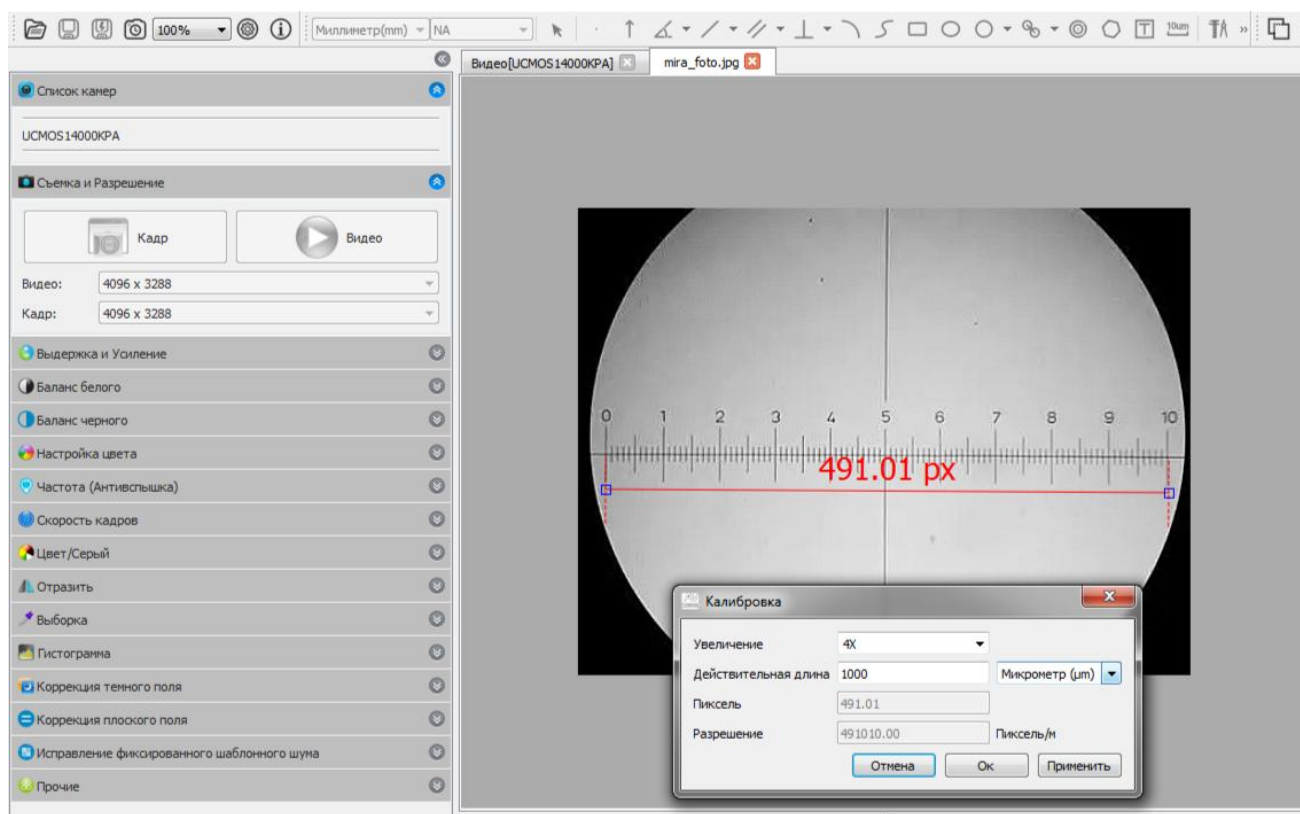 100% Миллиметр(mm) NA 10um »
Видео[UCMOS14000KPA] mira_foto.jpg
Список камер
UCMOS14000KPA
Съемка и Разрешение
Кадр Видео
Видео: 4096 x 3288
Кадр: 4096 x 3288
Выдержка и Усиление
Баланс белого
Баланс черного
Настройка цвета
Частота (Антивспышка)
Скорость кадров
Цвет/Серый
Отразить
Выборка
Гистограмма
Коррекция темного поля
Коррекция плоского поля
Исправление фиксированного шаблонного шума
Прочие
0 1 2 3 4 5 6 7 8 9 10
491.01 px
Калибровка
Увеличение 4X
Действительная длина 1000 Микрометр (μm)
Пиксель 491.01
Разрешение 491010.00 Пиксель/м
Отмена Ок Применить